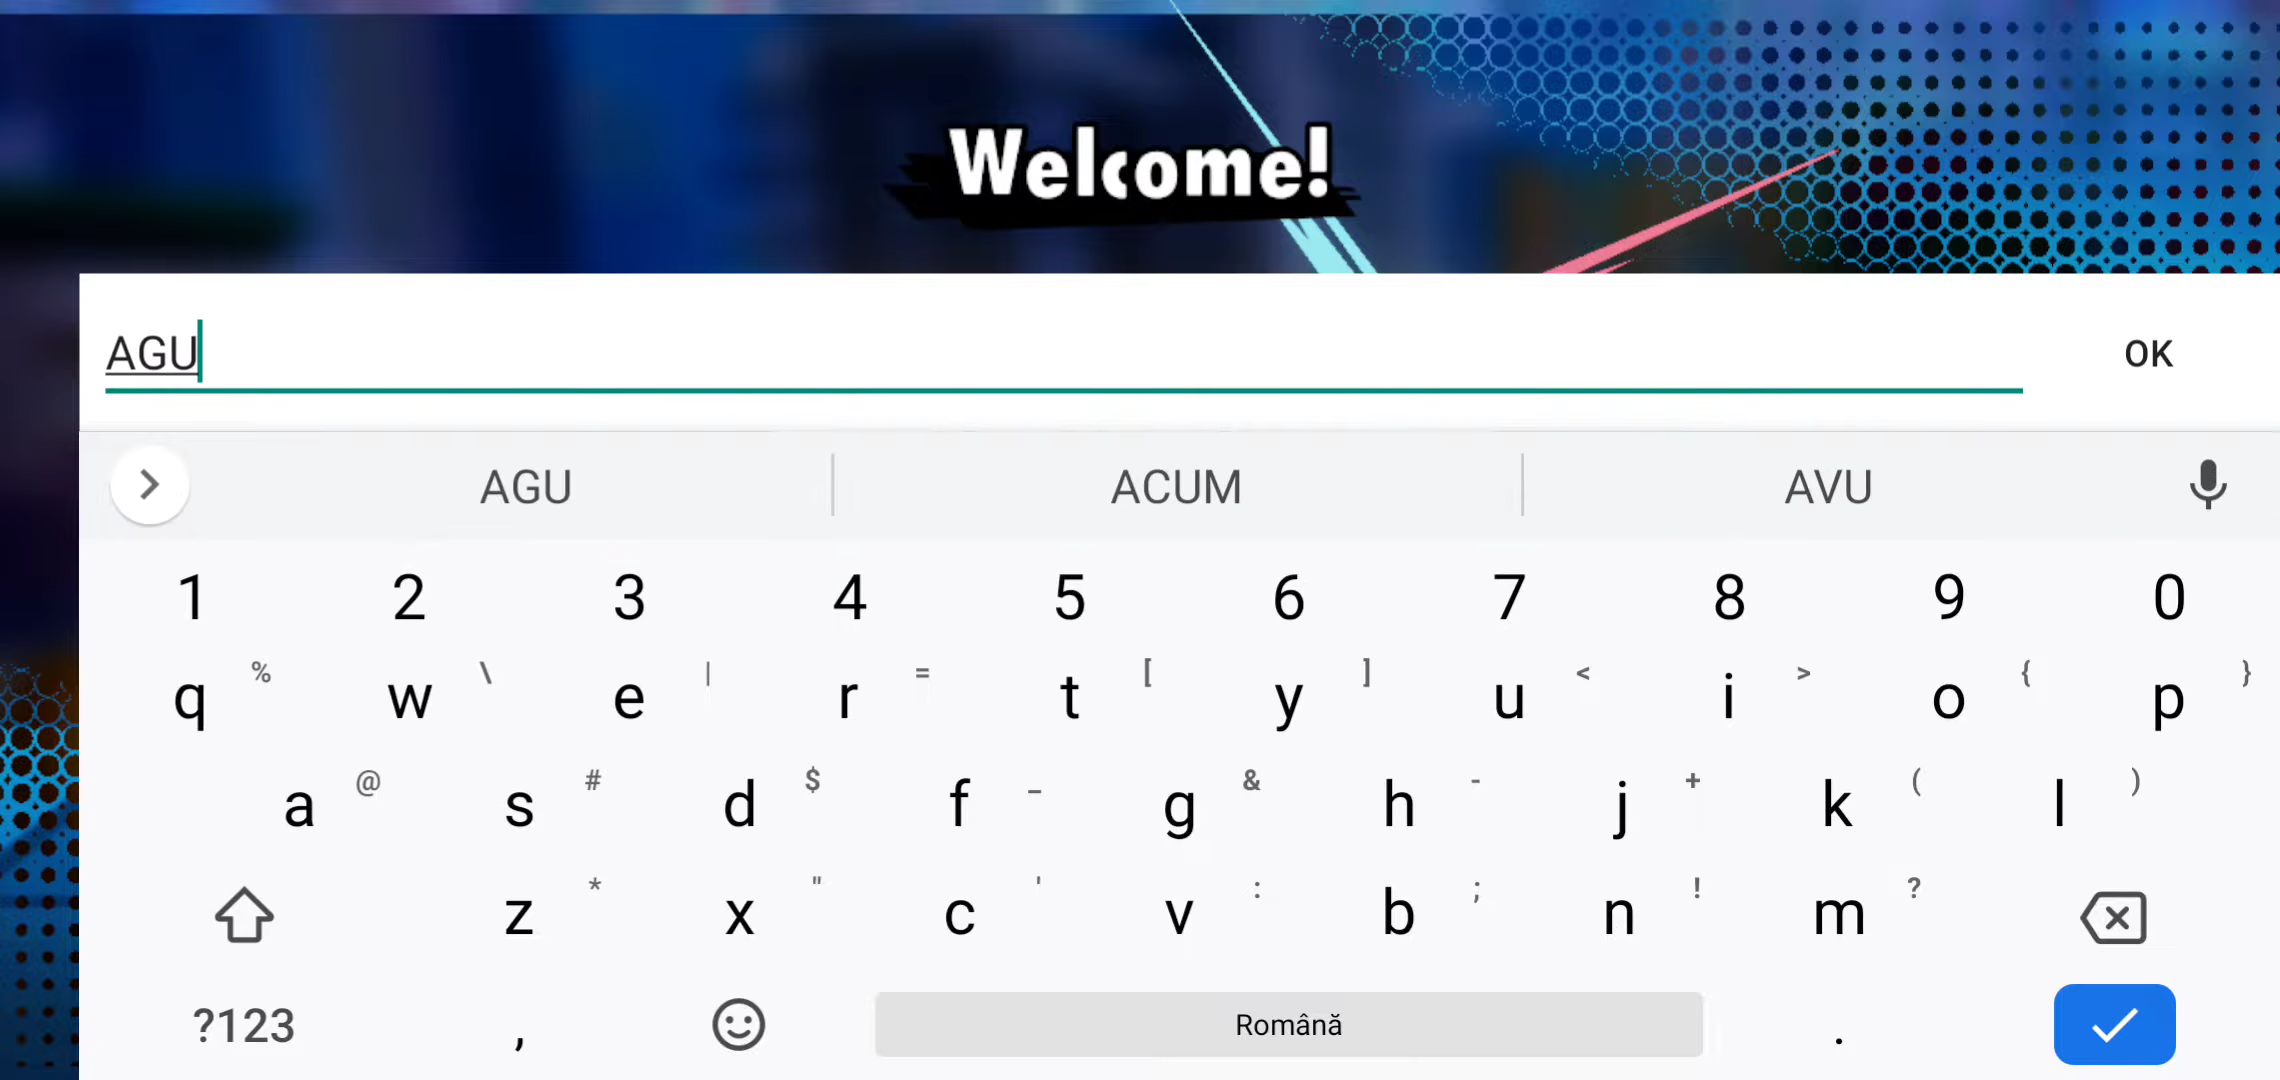 Welcome!
AGU OK
AGU ACUM AVU
1 2 3 4 5 6 7 8 9 0
q % w \ e | r = t [ y ] u < i > o { p }
a @ s # d $ f _ g & h - j + k ( l )
z * x " c ' v : b ; n ! m ?
?123 , Română .